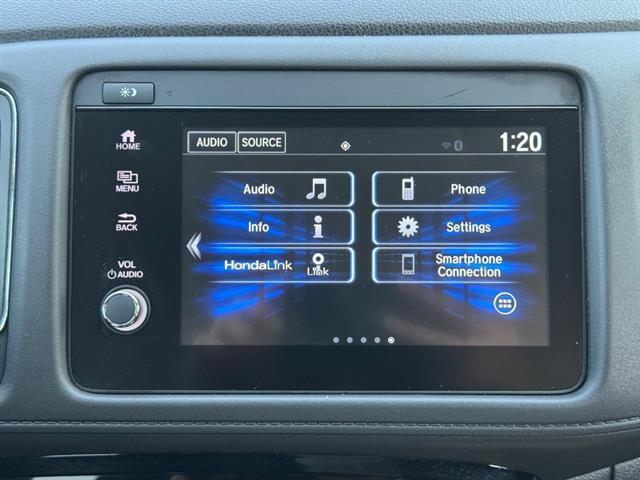 AUDIO SOURCE 1:20
HOME
MENU
BACK
VOL
AUDIO
Audio
Phone
Info
Settings
HondaLink
Link
Smartphone
Connection